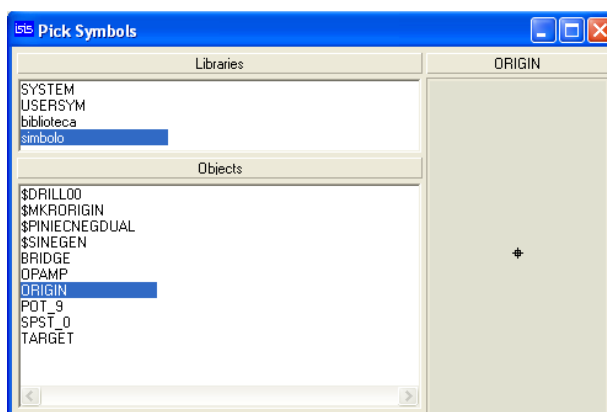 isis Pick Symbols
Libraries
ORIGIN
SYSTEM
USERSYM
biblioteca
simbolo
Objects
$DRILL00
$MKRORIGIN
$PINIECNEGDUAL
$SINEGEN
BRIDGE
OPAMP
ORIGIN
POT_9
SPST_0
TARGET